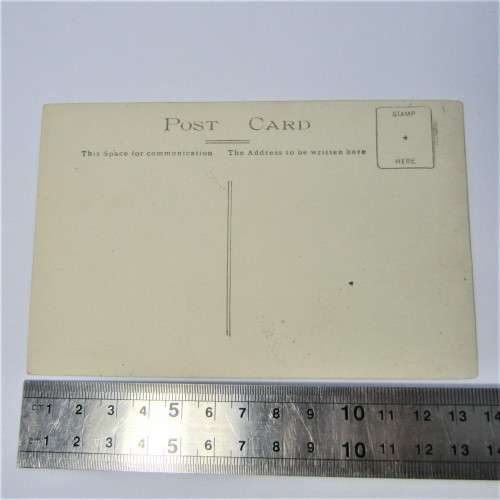 POST CARD
STAMP
HERE
This Space for communication The Address to be written here
cm 1 2 3 4 5 6 7 8 9 10 11 12 13 14
cm 1 2 3 4 5 6 7 8 9 10 11 12 13 14